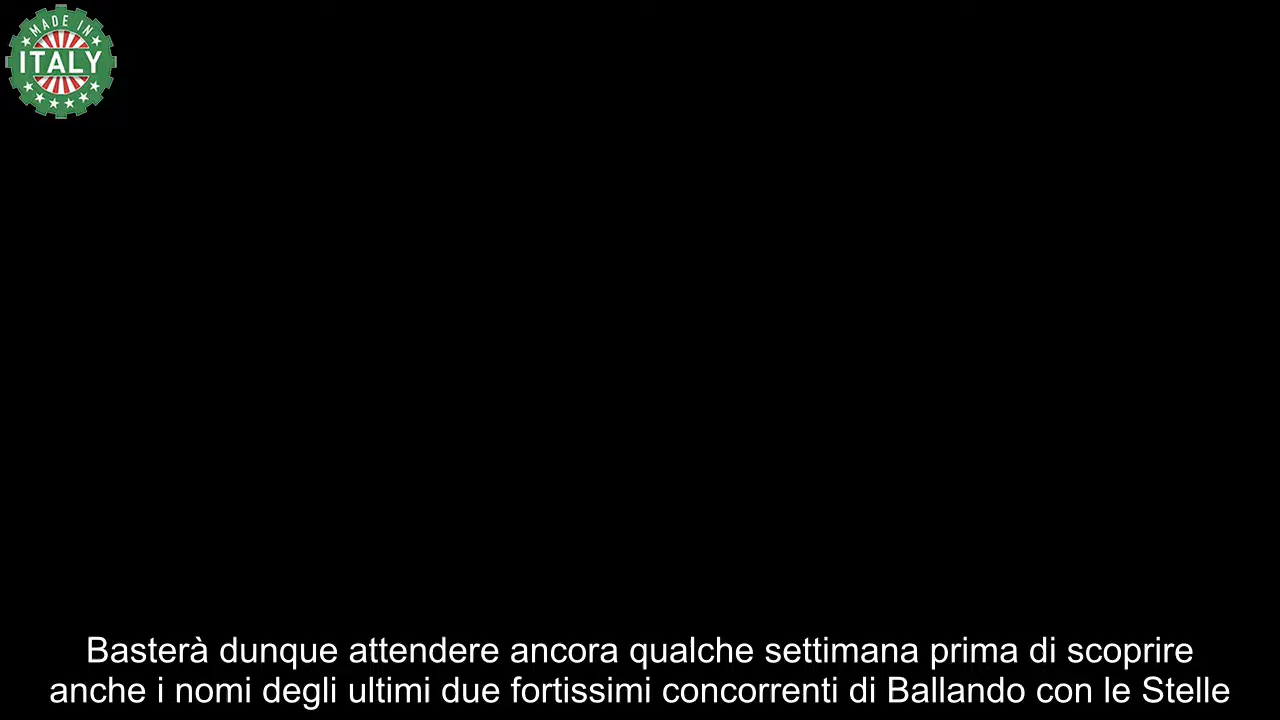 MADE IN
ITALY
Basterà dunque attendere ancora qualche settimana prima di scoprire
anche i nomi degli ultimi due fortissimi concorrenti di Ballando con le Stelle